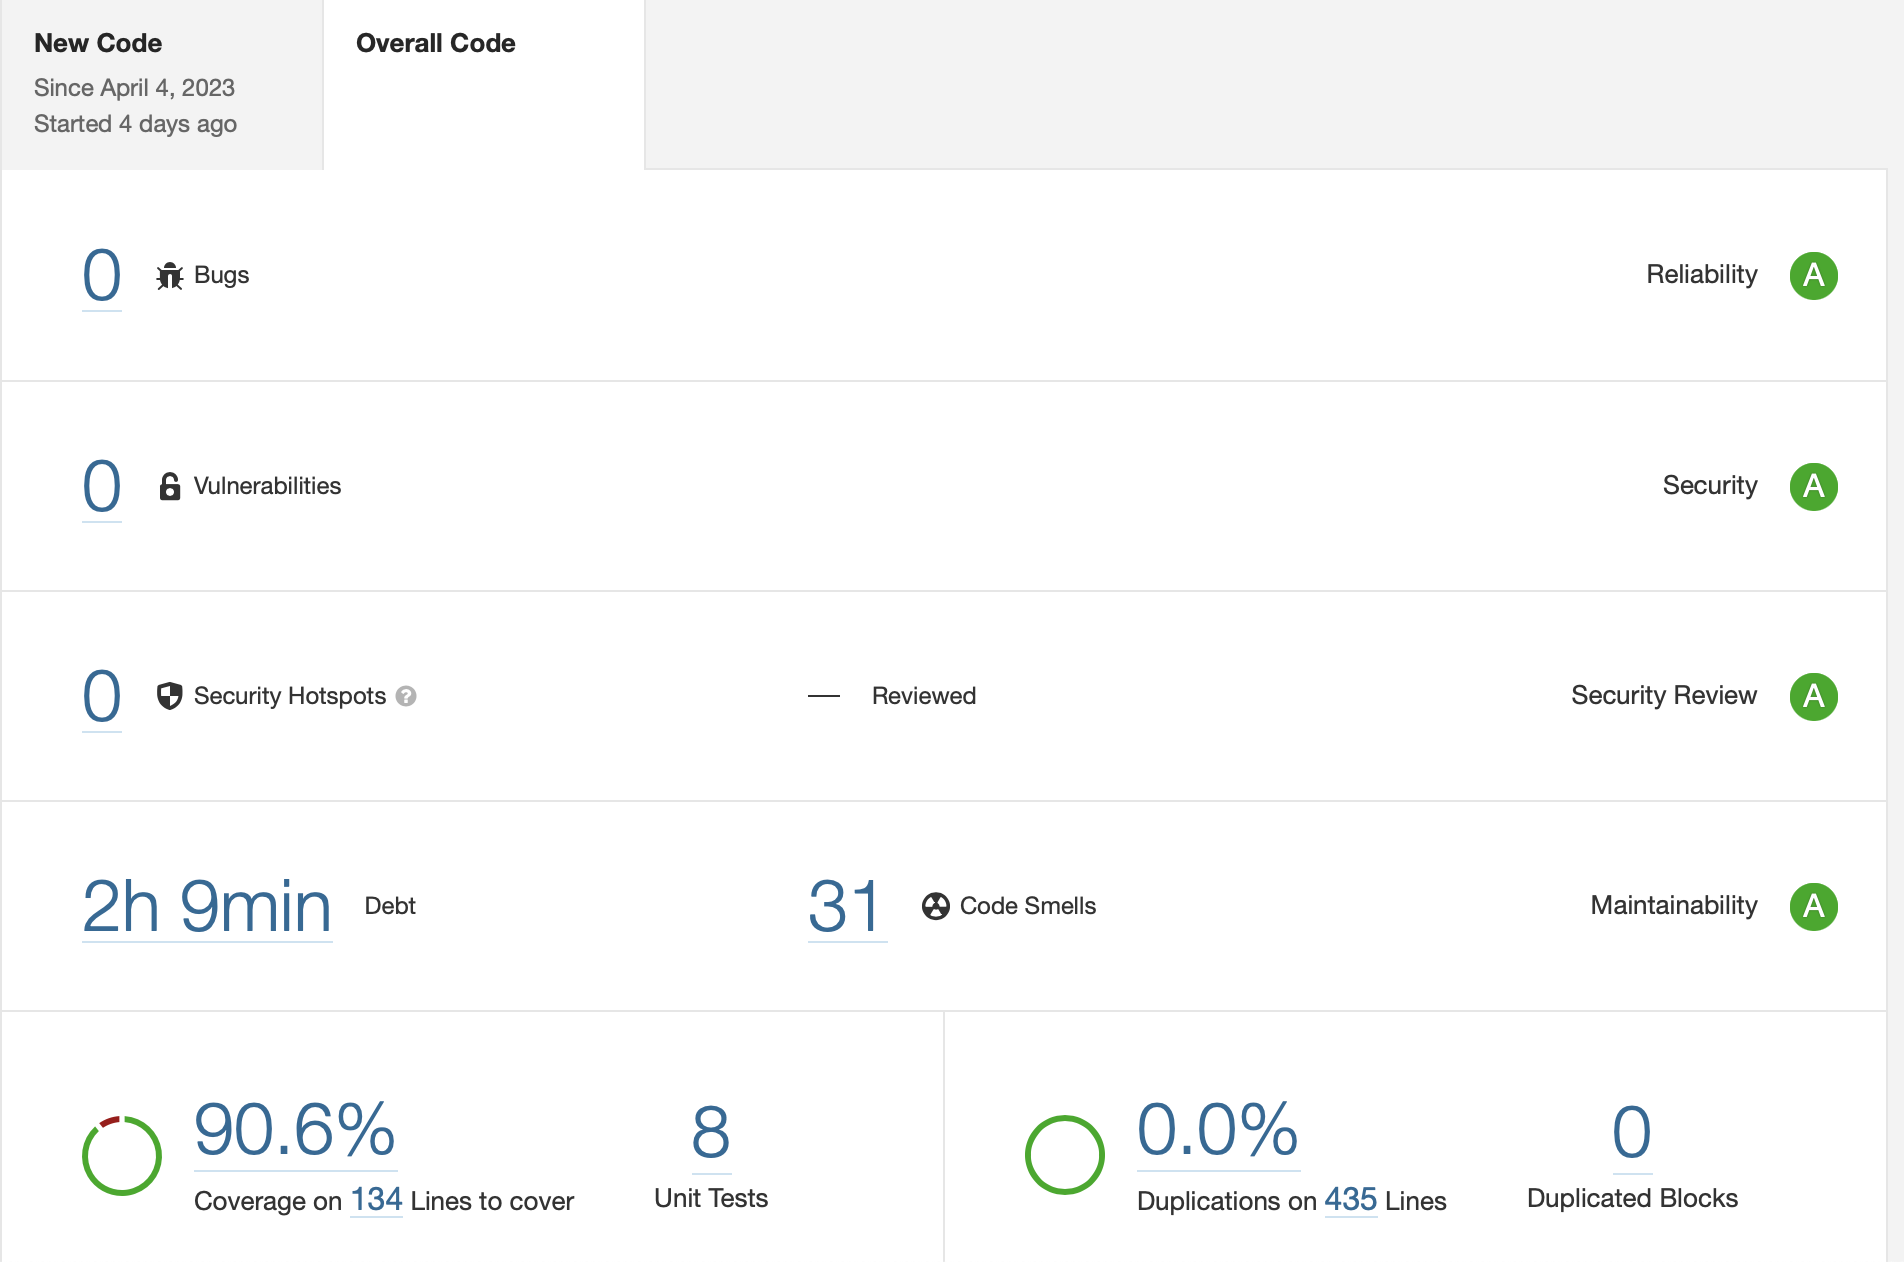 New Code
Since April 4, 2023
Started 4 days ago
Overall Code
0 Bugs Reliability A
0 Vulnerabilities Security A
0 Security Hotspots ? — Reviewed Security Review A
2h 9min Debt 31 Code Smells Maintainability A
90.6% 8 0.0% 0
Coverage on 134 Lines to cover Unit Tests Duplications on 435 Lines Duplicated Blocks